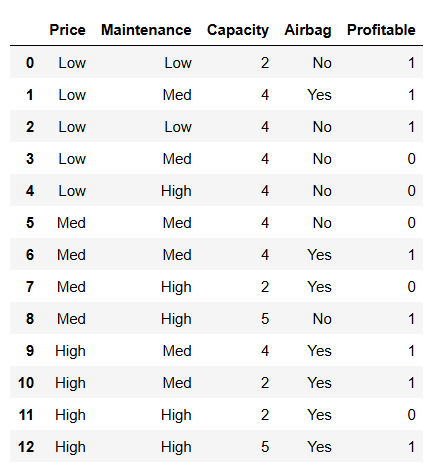 Price Maintenance Capacity Airbag Profitable
0 Low Low 2 No 1
1 Low Med 4 Yes 1
2 Low Low 4 No 1
3 Low Med 4 No 0
4 Low High 4 No 0
5 Med Med 4 No 0
6 Med Med 4 Yes 1
7 Med High 2 Yes 0
8 Med High 5 No 1
9 High Med 4 Yes 1
10 High Med 2 Yes 1
11 High High 2 Yes 0
12 High High 5 Yes 1